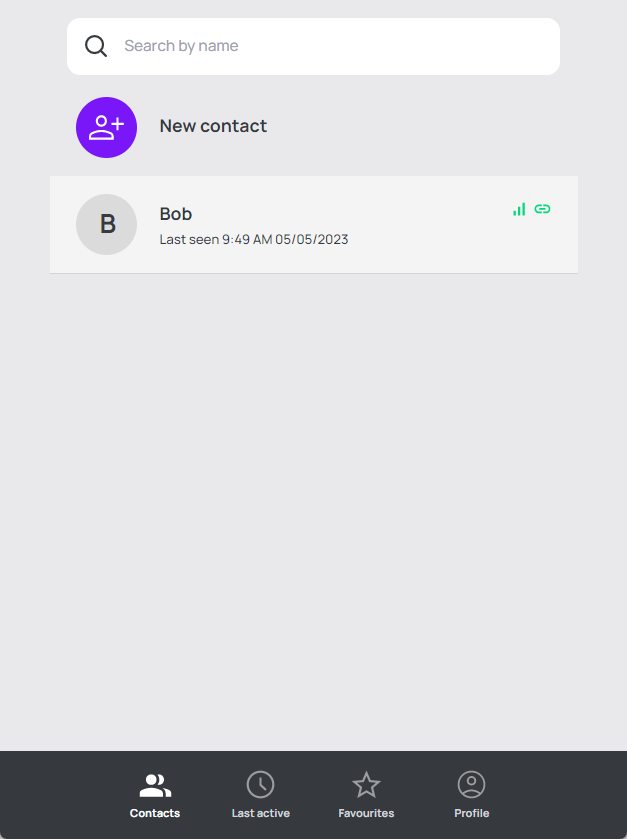 Search by name
New contact
B
Bob
Last seen 9:49 AM 05/05/2023
Contacts
Last active
Favourites
Profile